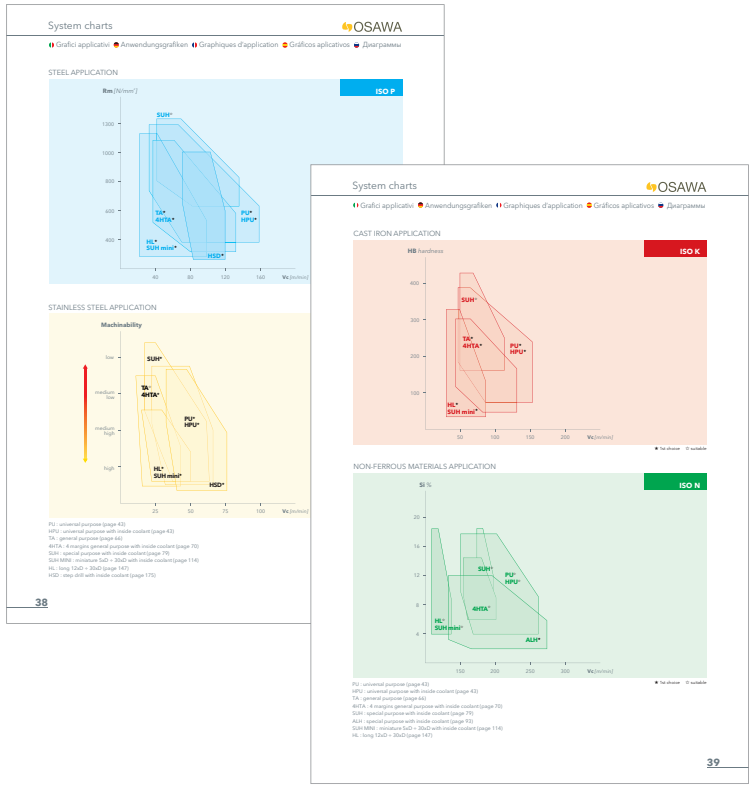 System charts
OSAWA
Grafici applicativi Anwendungsgrafiken Graphiques d'application Gráficos aplicativos Диаграммы
STEEL APPLICATION
Rm [N/mm²]
ISO P
SUH
1200
1000
800
600
400
TA
4HTA
PU
HPU
HL
SUH mini
HSD
40 80 120 160 Vc [m/min]
STAINLESS STEEL APPLICATION
Machinability
low
medium
low
medium
high
high
SUH
TA
4HTA
PU
HPU
HL
SUH mini
HSD
25 50 75 100 Vc [m/min]
PU : universal purpose (page 43)
HPU : universal purpose with inside coolant (page 43)
TA : general purpose (page 66)
4HTA : 4 margins general purpose with inside coolant (page 70)
SUH : special purpose with inside coolant (page 79)
SUH MINI : miniature 5xD ÷ 30xD with inside coolant (page 114)
HL : long 12xD ÷ 30xD (page 147)
HSD : step drill with inside coolant (page 175)
38
System charts
OSAWA
Grafici applicativi Anwendungsgrafiken Graphiques d'application Gráficos aplicativos Диаграммы
CAST IRON APPLICATION
HB hardness
ISO K
400
300
200
100
SUH
TA
4HTA
PU
HPU
HL
SUH mini
50 100 150 200 Vc [m/min]
★ 1st choice ☆ suitable
NON-FERROUS MATERIALS APPLICATION
Si %
ISO N
20
16
12
8
4
SUH
PU
HPU
4HTA
HL
SUH mini
ALH
150 200 250 300 Vc [m/min]
★ 1st choice ☆ suitable
PU : universal purpose (page 43)
HPU : universal purpose with inside coolant (page 43)
TA : general purpose (page 66)
4HTA : 4 margins general purpose with inside coolant (page 70)
SUH : special purpose with inside coolant (page 79)
ALH : special purpose with inside coolant (page 93)
SUH MINI : miniature 5xD ÷ 30xD with inside coolant (page 114)
HL : long 12xD ÷ 30xD (page 147)
39